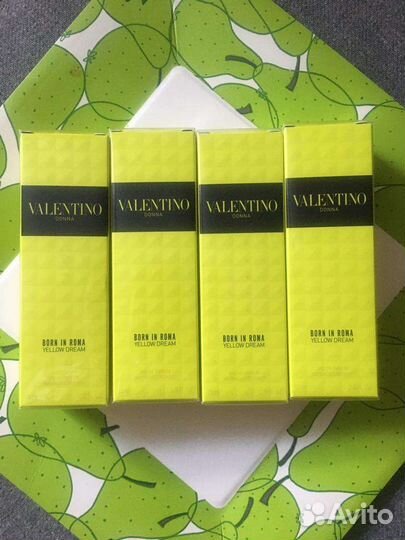 VALENTINO
DONNA
BORN IN ROMA
YELLOW DREAM
VALENTINO
DONNA
BORN IN ROMA
YELLOW DREAM
VALENTINO
DONNA
BORN IN ROMA
YELLOW DREAM
VALENTINO
DONNA
BORN IN ROMA
YELLOW DREAM
Avito